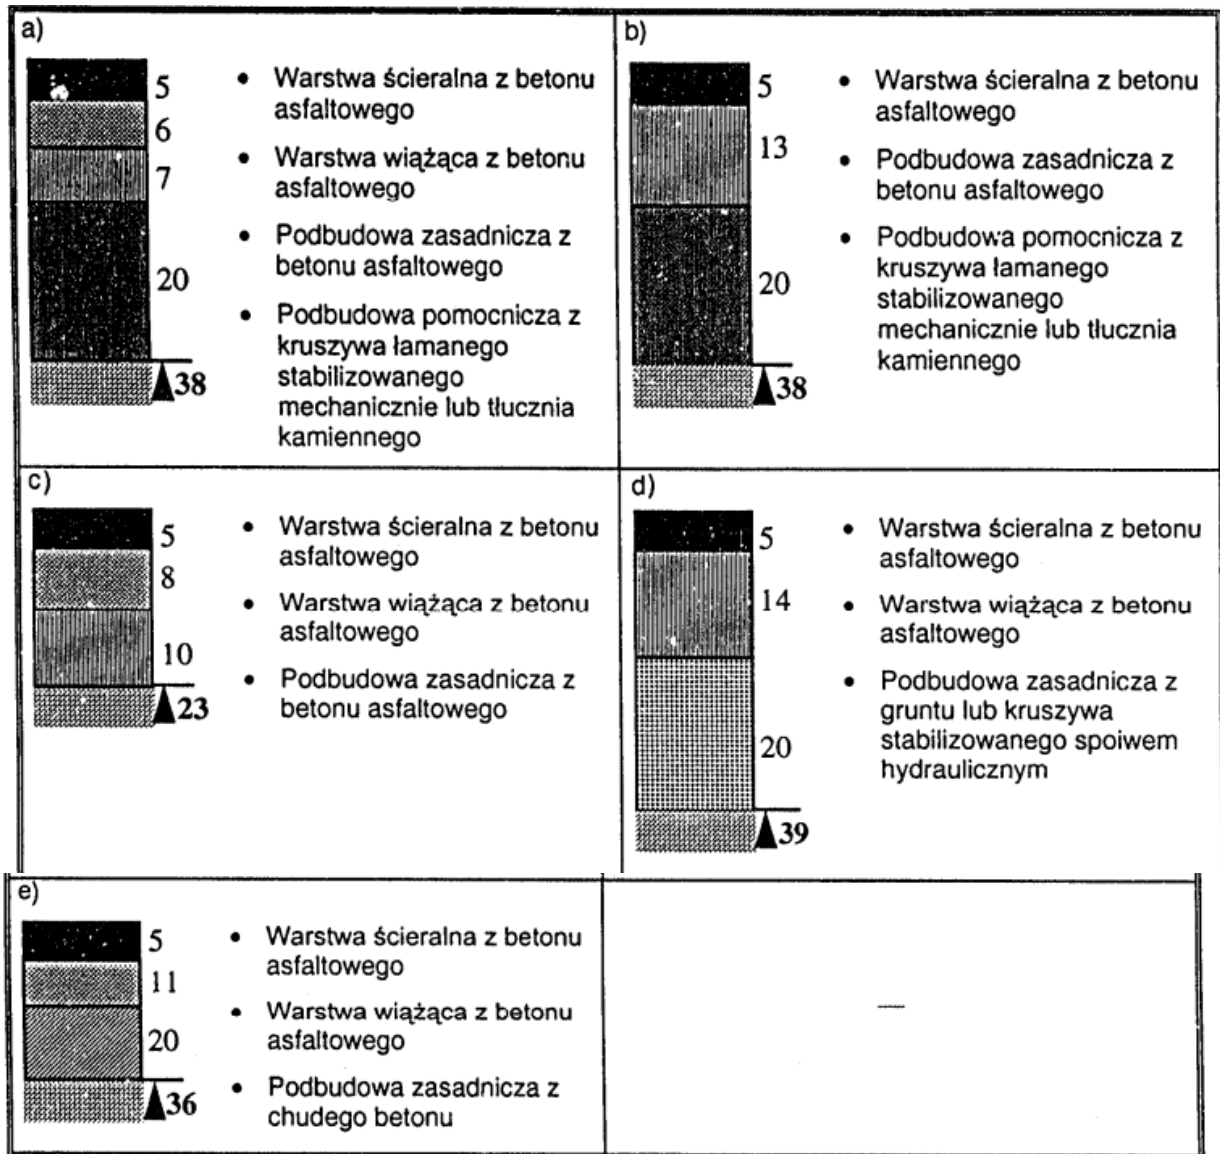 a)
5
6
7
20
38
• Warstwa ścieralna z betonu
asfaltowego
• Warstwa wiążąca z betonu
asfaltowego
• Podbudowa zasadnicza z
betonu asfaltowego
• Podbudowa pomocnicza z
kruszywa łamanego
stabilizowanego
mechanicznie lub tłucznia
kamiennego
b)
5
13
20
38
• Warstwa ścieralna z betonu
asfaltowego
• Podbudowa zasadnicza z
betonu asfaltowego
• Podbudowa pomocnicza z
kruszywa łamanego
stabilizowanego
mechanicznie lub tłucznia
kamiennego
c)
5
8
10
23
• Warstwa ścieralna z betonu
asfaltowego
• Warstwa wiążąca z betonu
asfaltowego
• Podbudowa zasadnicza z
betonu asfaltowego
d)
5
14
20
39
• Warstwa ścieralna z betonu
asfaltowego
• Warstwa wiążąca z betonu
asfaltowego
• Podbudowa zasadnicza z
gruntu lub kruszywa
stabilizowanego spoiwem
hydraulicznym
e)
5
11
20
36
• Warstwa ścieralna z betonu
asfaltowego
• Warstwa wiążąca z betonu
asfaltowego
• Podbudowa zasadnicza z
chudego betonu
—